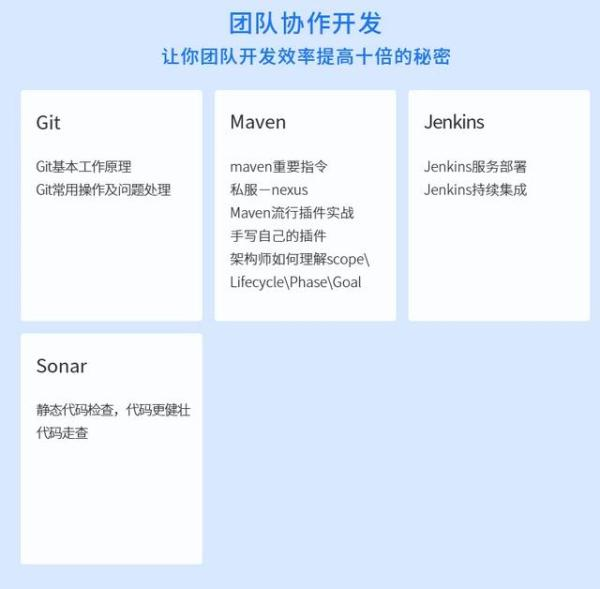 团队协作开发
让你团队开发效率提高十倍的秘密
Git
Git基本工作原理
Git常用操作及问题处理
Maven
maven重要指令
私服－nexus
Maven流行插件实战
手写自己的插件
架构师如何理解scope\
Lifecycle\Phase\Goal
Jenkins
Jenkins服务部署
Jenkins持续集成
Sonar
静态代码检查，代码更健壮
代码走查